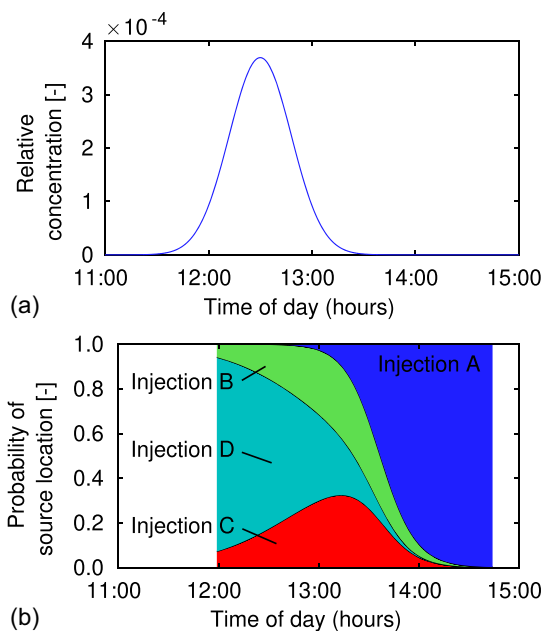 ×10⁻⁴
4
3
2
1
0
Relative
concentration [-]
11:00 12:00 13:00 14:00 15:00
Time of day (hours)
(a)
1.0
0.8
0.6
0.4
0.2
0.0
Probability of
source location [-]
Injection A
Injection B
Injection D
Injection C
11:00 12:00 13:00 14:00 15:00
Time of day (hours)
(b)